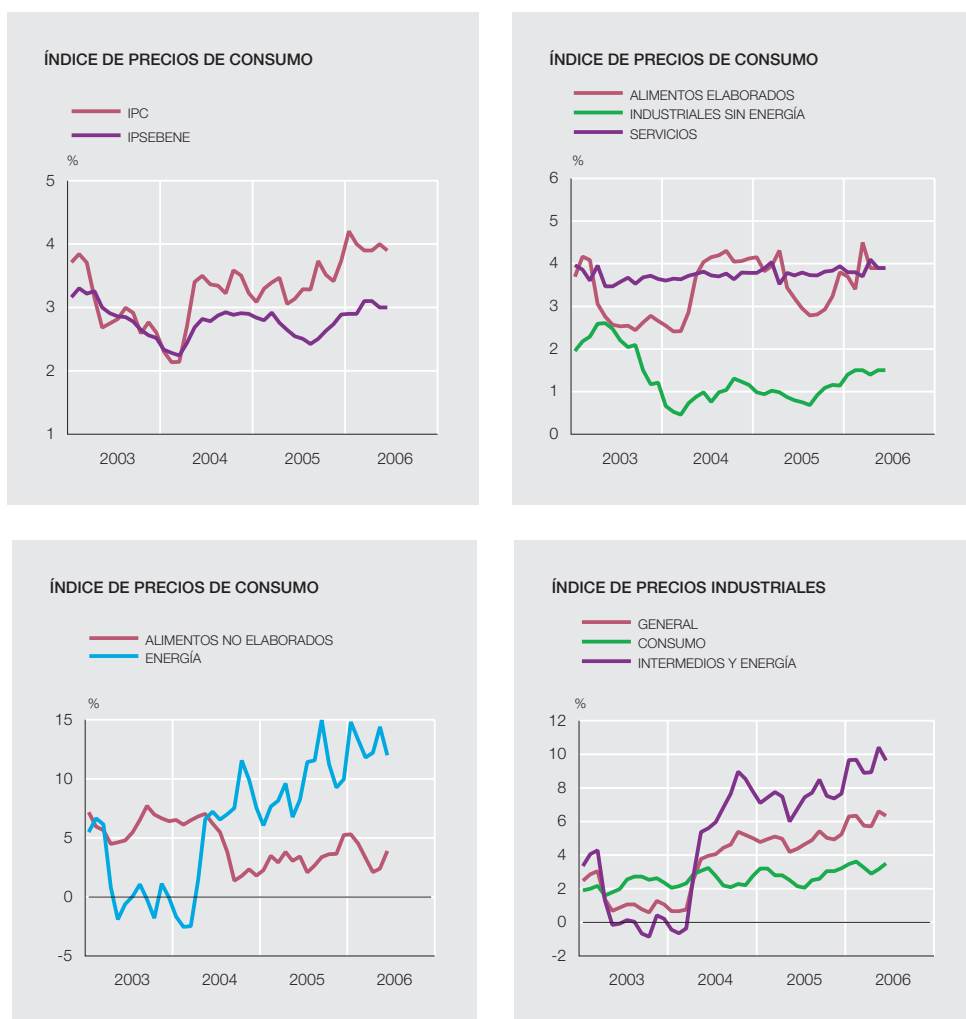 ÍNDICE DE PRECIOS DE CONSUMO
IPC
IPSEBENE
%
5
4
3
2
1
2003 2004 2005 2006
ÍNDICE DE PRECIOS DE CONSUMO
ALIMENTOS ELABORADOS
INDUSTRIALES SIN ENERGÍA
SERVICIOS
%
6
5
4
3
2
1
0
2003 2004 2005 2006
ÍNDICE DE PRECIOS DE CONSUMO
ALIMENTOS NO ELABORADOS
ENERGÍA
%
15
10
5
0
-5
2003 2004 2005 2006
ÍNDICE DE PRECIOS INDUSTRIALES
GENERAL
CONSUMO
INTERMEDIOS Y ENERGÍA
%
12
10
8
6
4
2
0
-2
2003 2004 2005 2006